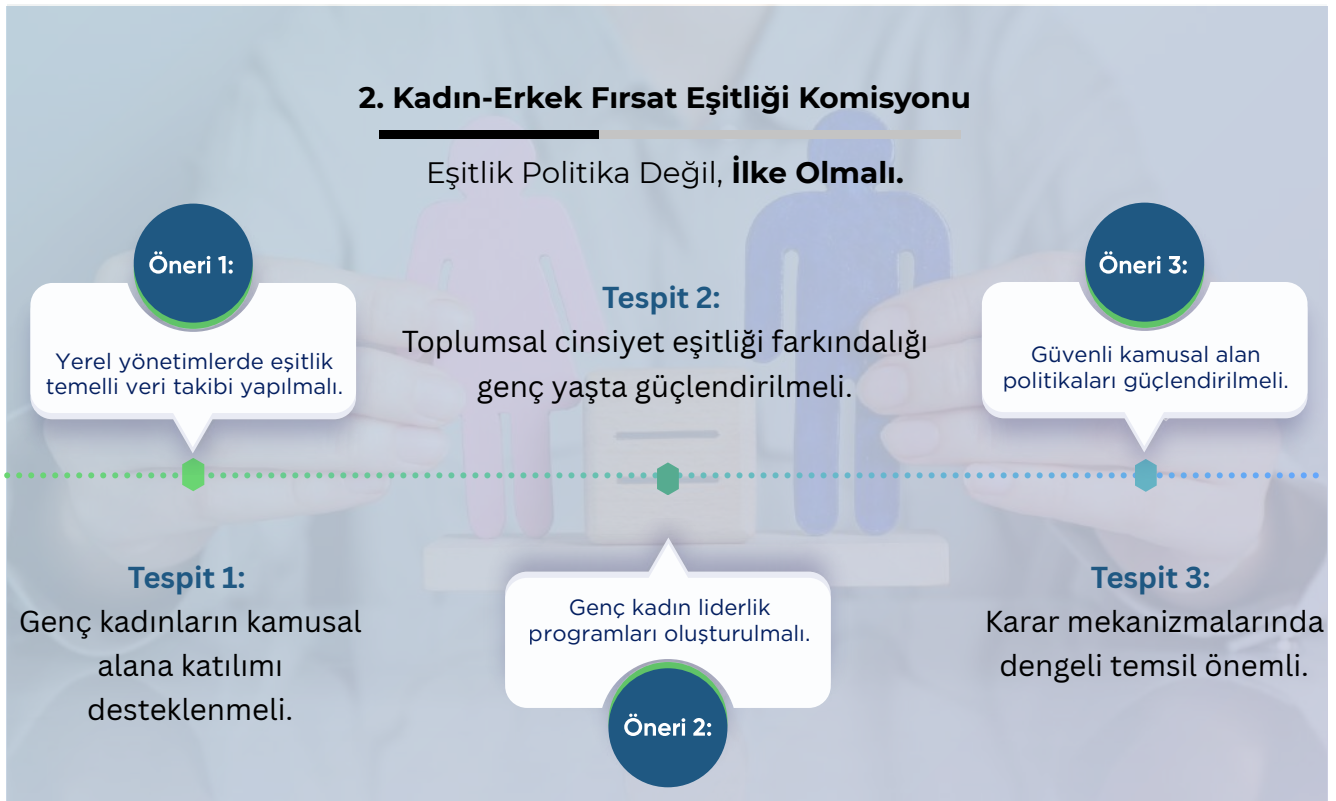 2. Kadın-Erkek Fırsat Eşitliği Komisyonu
Eşitlik Politika Değil, İlke Olmalı.
Öneri 1:
Yerel yönetimlerde eşitlik
temelli veri takibi yapılmalı.
Tespit 1:
Genç kadınların kamusal
alana katılımı
desteklenmeli.
Tespit 2:
Toplumsal cinsiyet eşitliği farkındalığı
genç yaşta güçlendirilmeli.
Genç kadın liderlik
programları oluşturulmalı.
Öneri 2:
Öneri 3:
Güvenli kamusal alan
politikaları güçlendirilmeli.
Tespit 3:
Karar mekanizmalarında
dengeli temsil önemli.